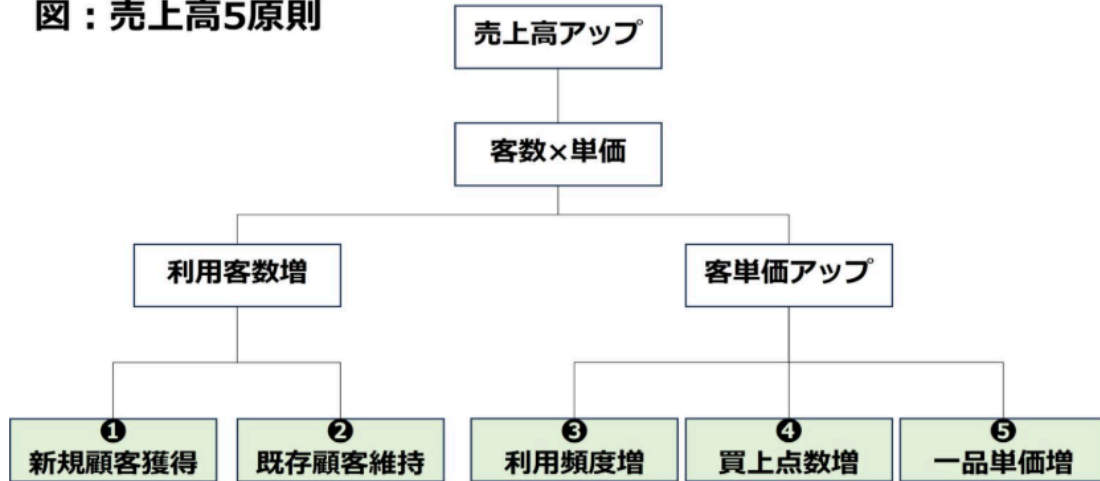 図：売上高5原則
売上高アップ
客数×単価
利用客数増
客単価アップ
❶
新規顧客獲得
❷
既存顧客維持
❸
利用頻度増
❹
買上点数増
❺
一品単価増